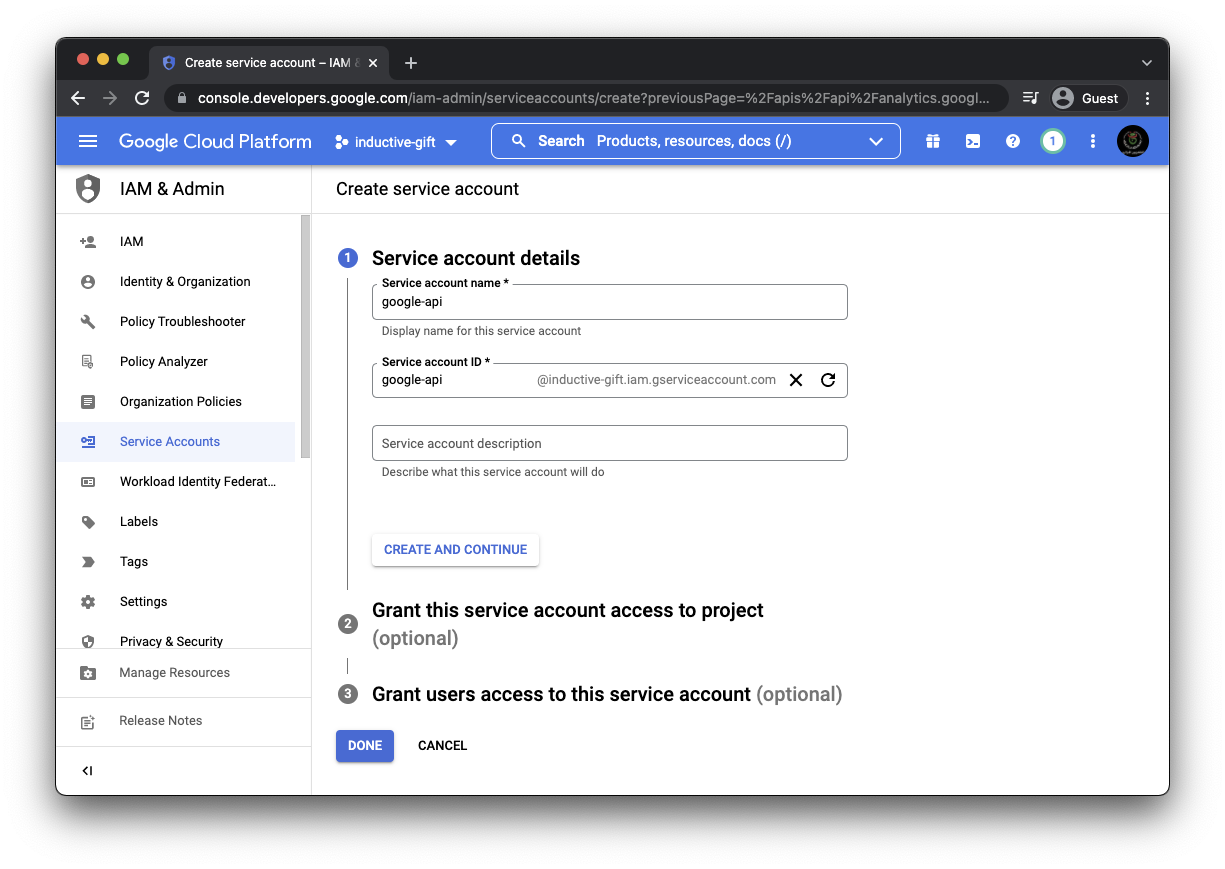 Create service account – IAM &
console.developers.google.com/iam-admin/serviceaccounts/create?previousPage=%2Fapis%2Fapi%2Fanalytics.googl...
Guest
Google Cloud Platform
inductive-gift
Search Products, resources, docs (/)
1
IAM & Admin
Create service account
IAM
Identity & Organization
Policy Troubleshooter
Policy Analyzer
Organization Policies
Service Accounts
Workload Identity Federat...
Labels
Tags
Settings
Privacy & Security
Manage Resources
Release Notes
1 Service account details
Service account name *
google-api
Display name for this service account
Service account ID *
google-api @inductive-gift.iam.gserviceaccount.com
Service account description
Describe what this service account will do
CREATE AND CONTINUE
2 Grant this service account access to project
(optional)
3 Grant users access to this service account (optional)
DONE CANCEL